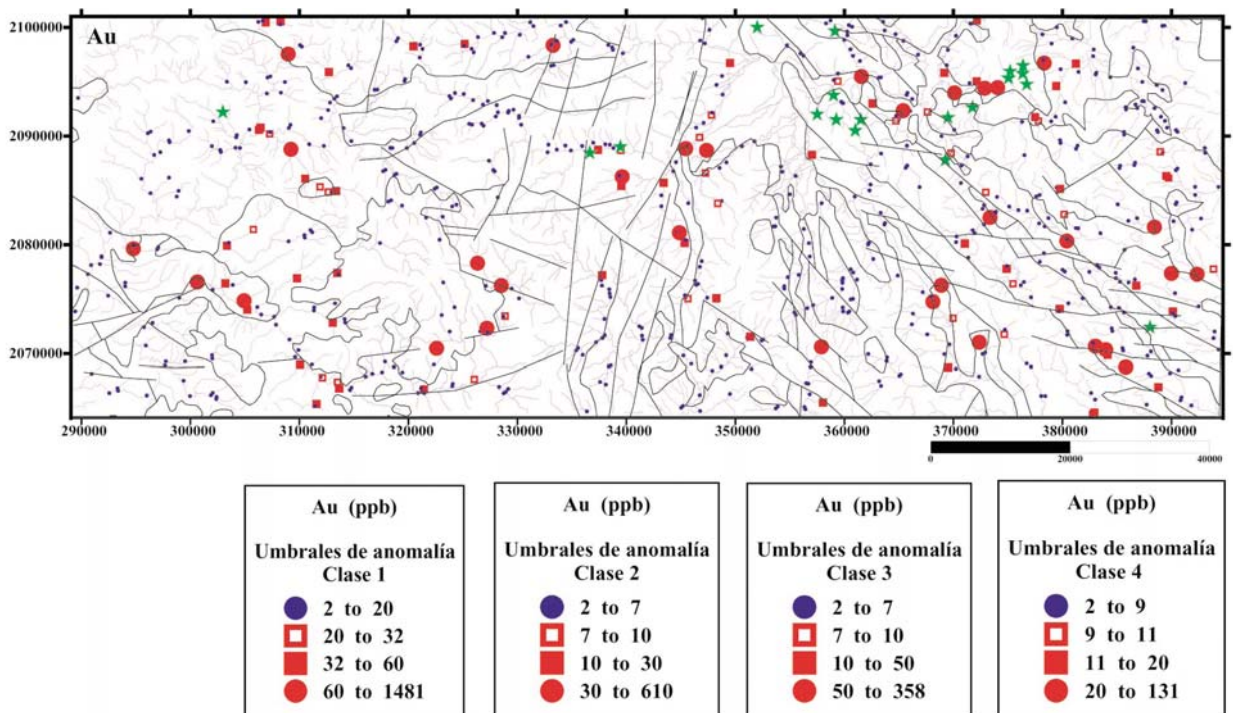 Au
2100000
2090000
2080000
2070000
290000 300000 310000 320000 330000 340000 350000 360000 370000 380000 390000
0 20000 40000
Au (ppb)
Umbrales de anomalía
Clase 1
2 to 20
20 to 32
32 to 60
60 to 1481
Au (ppb)
Umbrales de anomalía
Clase 2
2 to 7
7 to 10
10 to 30
30 to 610
Au (ppb)
Umbrales de anomalía
Clase 3
2 to 7
7 to 10
10 to 50
50 to 358
Au (ppb)
Umbrales de anomalía
Clase 4
2 to 9
9 to 11
11 to 20
20 to 131